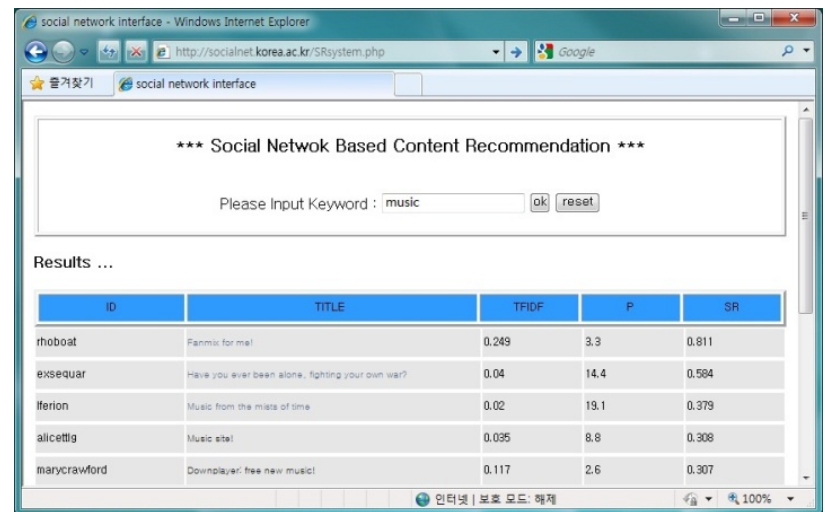 social network interface - Windows Internet Explorer
http://socialnet.korea.ac.kr/SRsystem.php
Google
즐겨찾기 social network interface
*** Social Netwok Based Content Recommendation ***
Please Input Keyword : music ok reset
Results ...
ID TITLE TFIDF P SR
rhoboat Fanmix for me! 0.249 3.3 0.811
exsequar Have you ever been alone, fighting your own war? 0.04 14.4 0.584
lferion Music from the mists of time 0.02 19.1 0.379
alicettlg Music site! 0.035 8.8 0.308
marycrawford Downplayer: free new music! 0.117 2.6 0.307
인터넷 | 보호 모드: 해제 100%